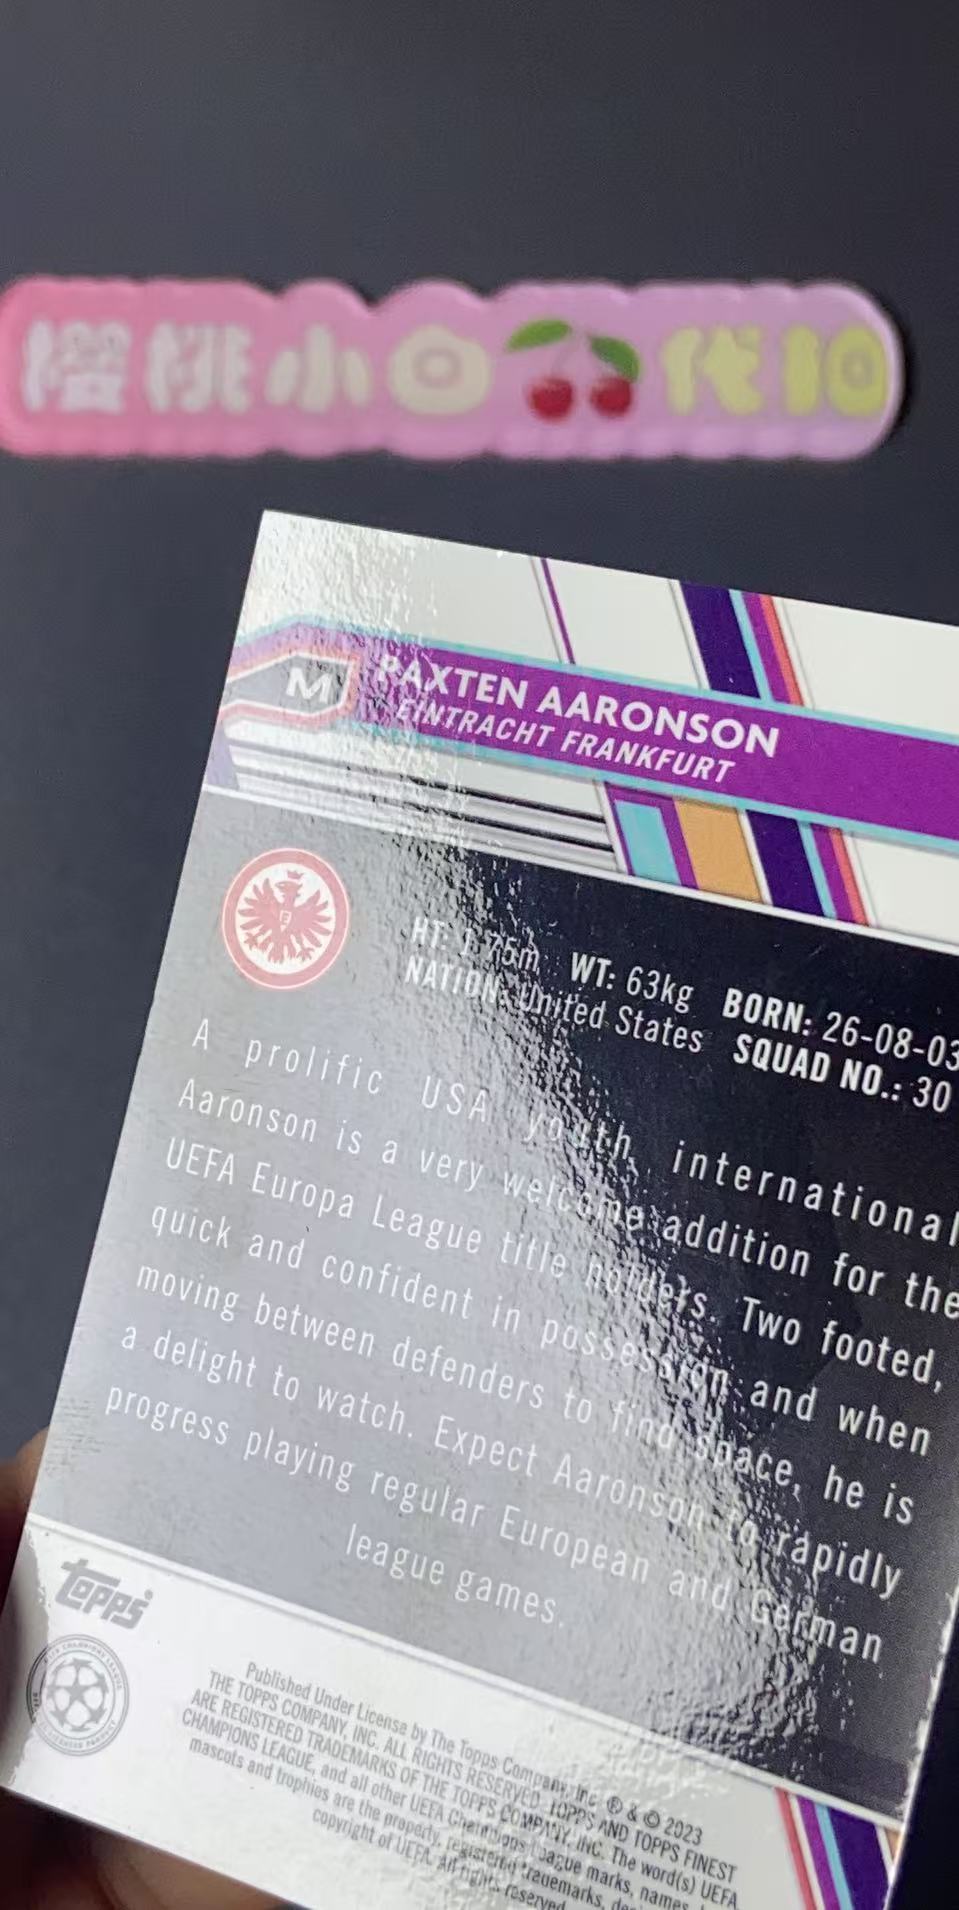 樱桃小 代拍
M
PAXTEN AARONSON
EINTRACHT FRANKFURT
HT: 1.75m WT: 63kg BORN: 26-08-03
NATION: United States SQUAD NO.: 30
A prolific USA youth international
Aaronson is a very welcome addition for the
UEFA Europa League title holders. Two footed,
quick and confident in possession and when
moving between defenders to find space, he is
a delight to watch. Expect Aaronson to rapidly
progress playing regular European and German
league games.
topps
Published Under License by The Topps Company, Inc. ® & © 2023
THE TOPPS COMPANY, INC. ALL RIGHTS RESERVED. TOPPS AND TOPPS FINEST
ARE REGISTERED TRADEMARKS OF THE TOPPS COMPANY, INC. The word(s) UEFA
CHAMPIONS LEAGUE, and all other UEFA Champions League marks, names,
mascots and trophies are the property, registered trademarks,
copyright of UEFA. All rights reserved.